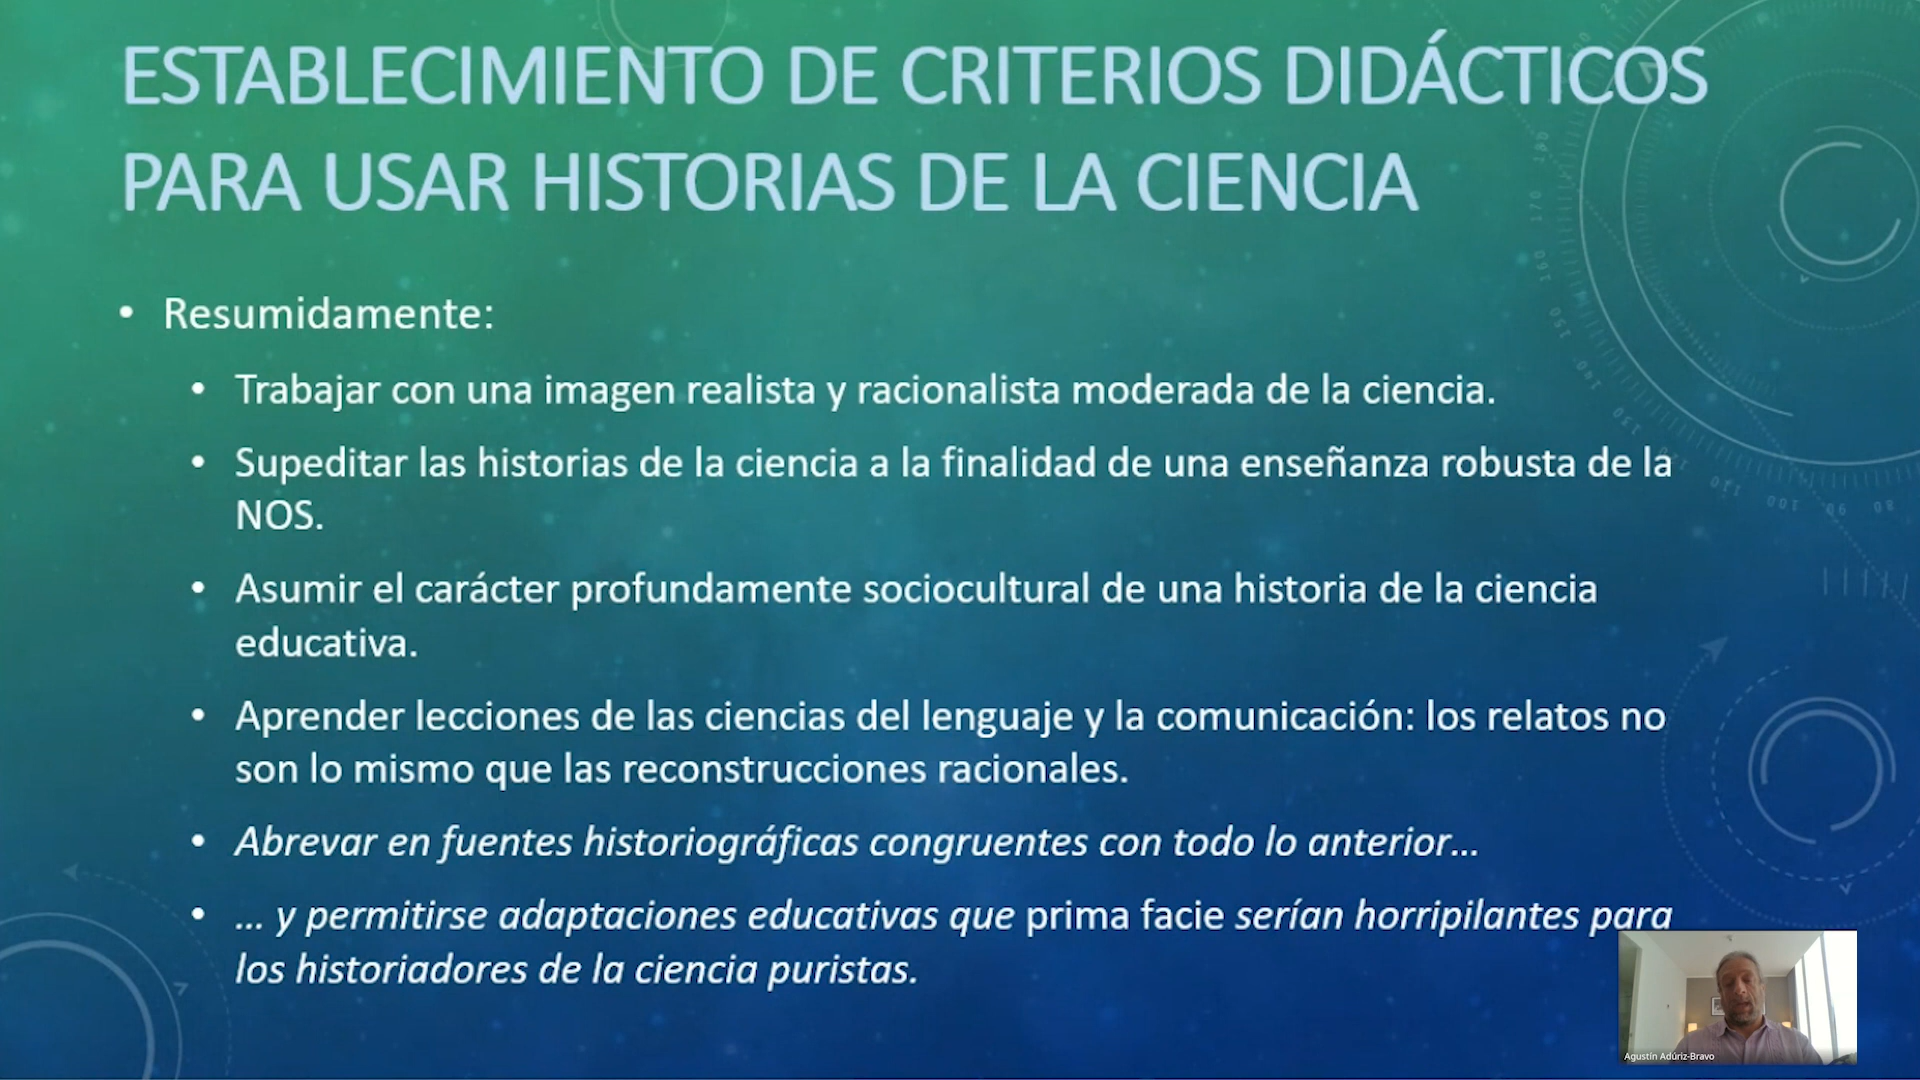 ESTABLECIMIENTO DE CRITERIOS DIDÁCTICOS
PARA USAR HISTORIAS DE LA CIENCIA
• Resumidamente:
• Trabajar con una imagen realista y racionalista moderada de la ciencia.
• Supeditar las historias de la ciencia a la finalidad de una enseñanza robusta de la
NOS.
• Asumir el carácter profundamente sociocultural de una historia de la ciencia
educativa.
• Aprender lecciones de las ciencias del lenguaje y la comunicación: los relatos no
son lo mismo que las reconstrucciones racionales.
• Abrevar en fuentes historiográficas congruentes con todo lo anterior...
• ... y permitirse adaptaciones educativas que prima facie serían horripilantes para
los historiadores de la ciencia puristas.
Agustín Adúriz-Bravo